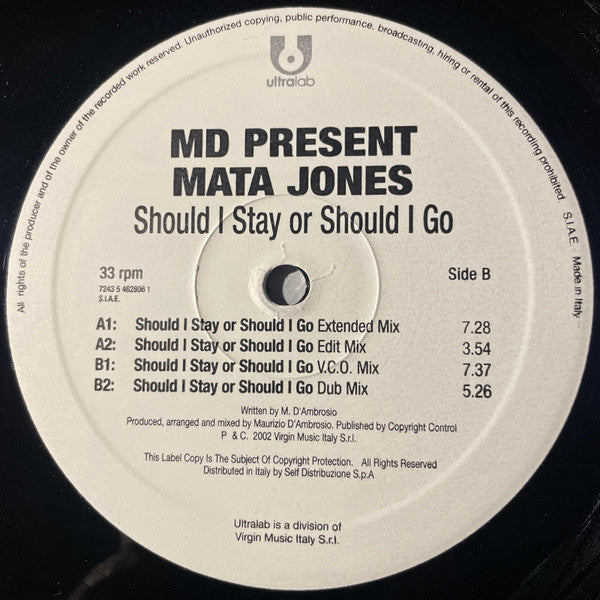 All rights of the producer and of the owner of the recorded work reserved. Unauthorized copying, public performance, broadcasting, hiring or rental of this recording prohibited. S.I.A.E. Made in Italy
ultralab
MD PRESENT
MATA JONES
Should I Stay or Should I Go
33 rpm
7243 5 462806 1
S.I.A.E.
Side B
A1: Should I Stay or Should I Go Extended Mix 7.28
A2: Should I Stay or Should I Go Edit Mix 3.54
B1: Should I Stay or Should I Go V.C.O. Mix 7.37
B2: Should I Stay or Should I Go Dub Mix 5.26
Written by M. D'Ambrosio
Produced, arranged and mixed by Maurizio D'Ambrosio. Published by Copyright Control
P & C. 2002 Virgin Music Italy S.r.l.
This Label Copy Is The Subject Of Copyright Protection. All Rights Reserved
Distributed in Italy by Self Distribuzione S.p.A
Ultralab is a division of
Virgin Music Italy S.r.l.